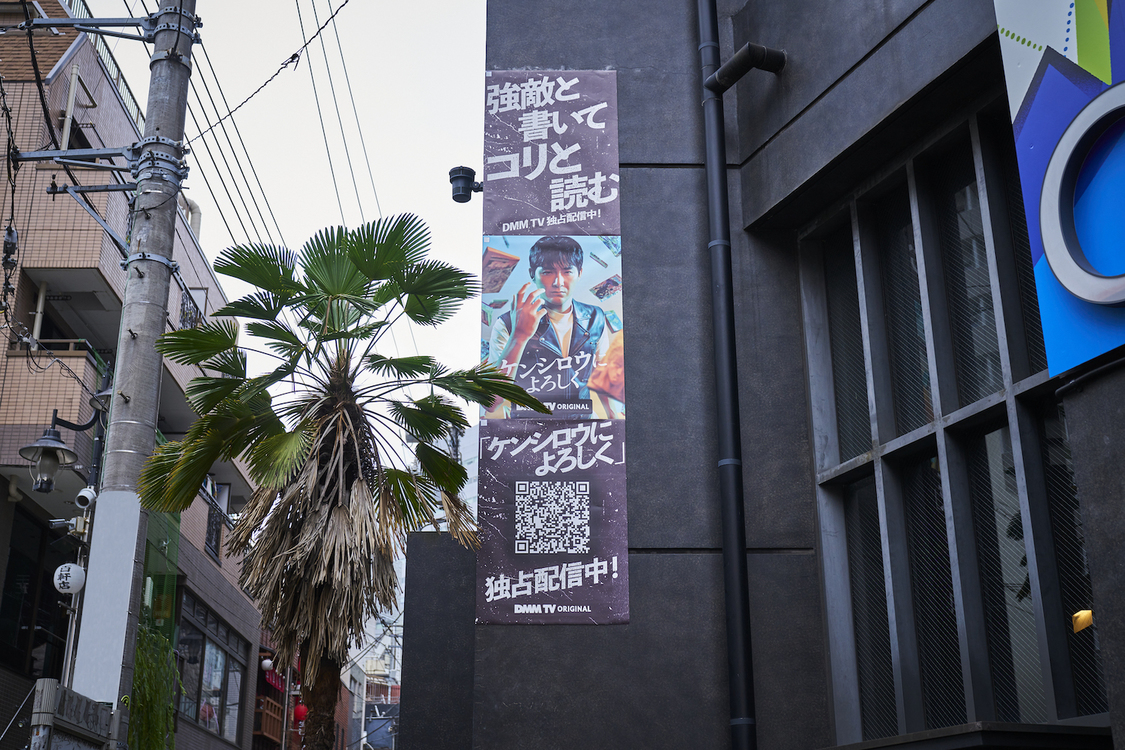 「強敵と
書いて
コリと
読む
DMM TV 独占配信中!
ケンシロウに
よろしく
DMM TV ORIGINAL
「ケンシロウに
よろしく」
独占配信中!
DMM TV ORIGINAL